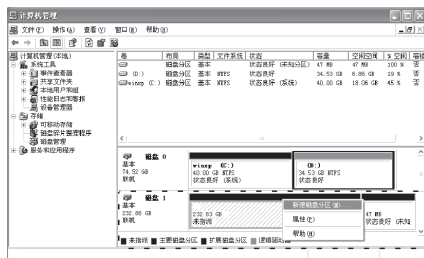 计算机管理
文件(F) 操作(A) 查看(V) 窗口(W) 帮助(H)
计算机管理(本地)
系统工具
事件查看器
共享文件夹
本地用户和组
性能日志和警报
设备管理器
存储
可移动存储
磁盘碎片整理程序
磁盘管理
服务和应用程序
卷 布局 类型 文件系统 状态 容量 空闲空间 % 空闲 容错
磁盘分区 基本 状态良好 (未知分区) 47 MB 47 MB 100 % 否
(D:) 磁盘分区 基本 NTFS 状态良好 34.53 GB 6.86 GB 19 % 否
winxp (C:) 磁盘分区 基本 NTFS 状态良好 (系统) 40.00 GB 18.06 GB 45 % 否
磁盘 0
基本
74.52 GB
联机
winxp (C:)
40.00 GB NTFS
状态良好 (系统)
(D:)
34.53 GB NTFS
状态良好
磁盘 1
基本
232.88 GB
联机
232.83 GB
未指派
47 MB
状态良好 (未知
新建磁盘分区(N)...
属性(P)
帮助(H)
未指派 主要磁盘分区 扩展磁盘分区 逻辑驱动器